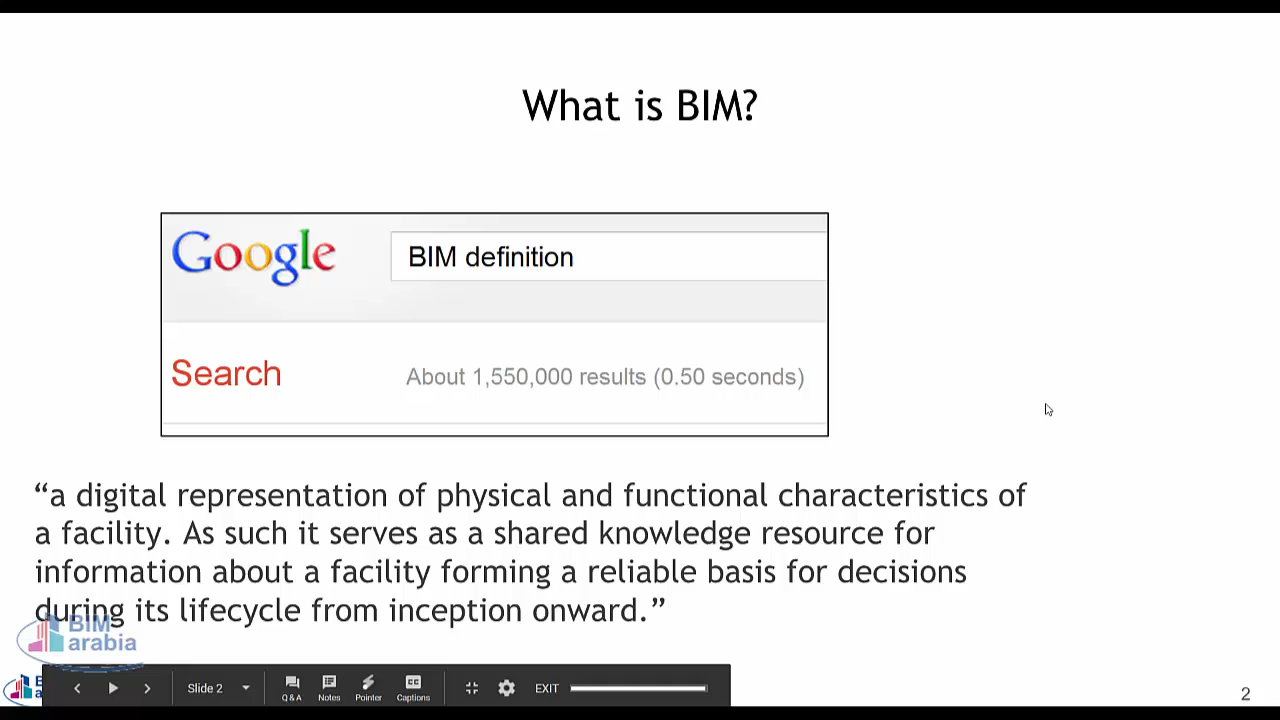 What is BIM?
Google
BIM definition
Search
About 1,550,000 results (0.50 seconds)
“a digital representation of physical and functional characteristics of
a facility. As such it serves as a shared knowledge resource for
information about a facility forming a reliable basis for decisions
during its lifecycle from inception onward.”
BIM
arabia
Slide 2
Q & A
Notes
Pointer
CC
Captions
EXIT
2